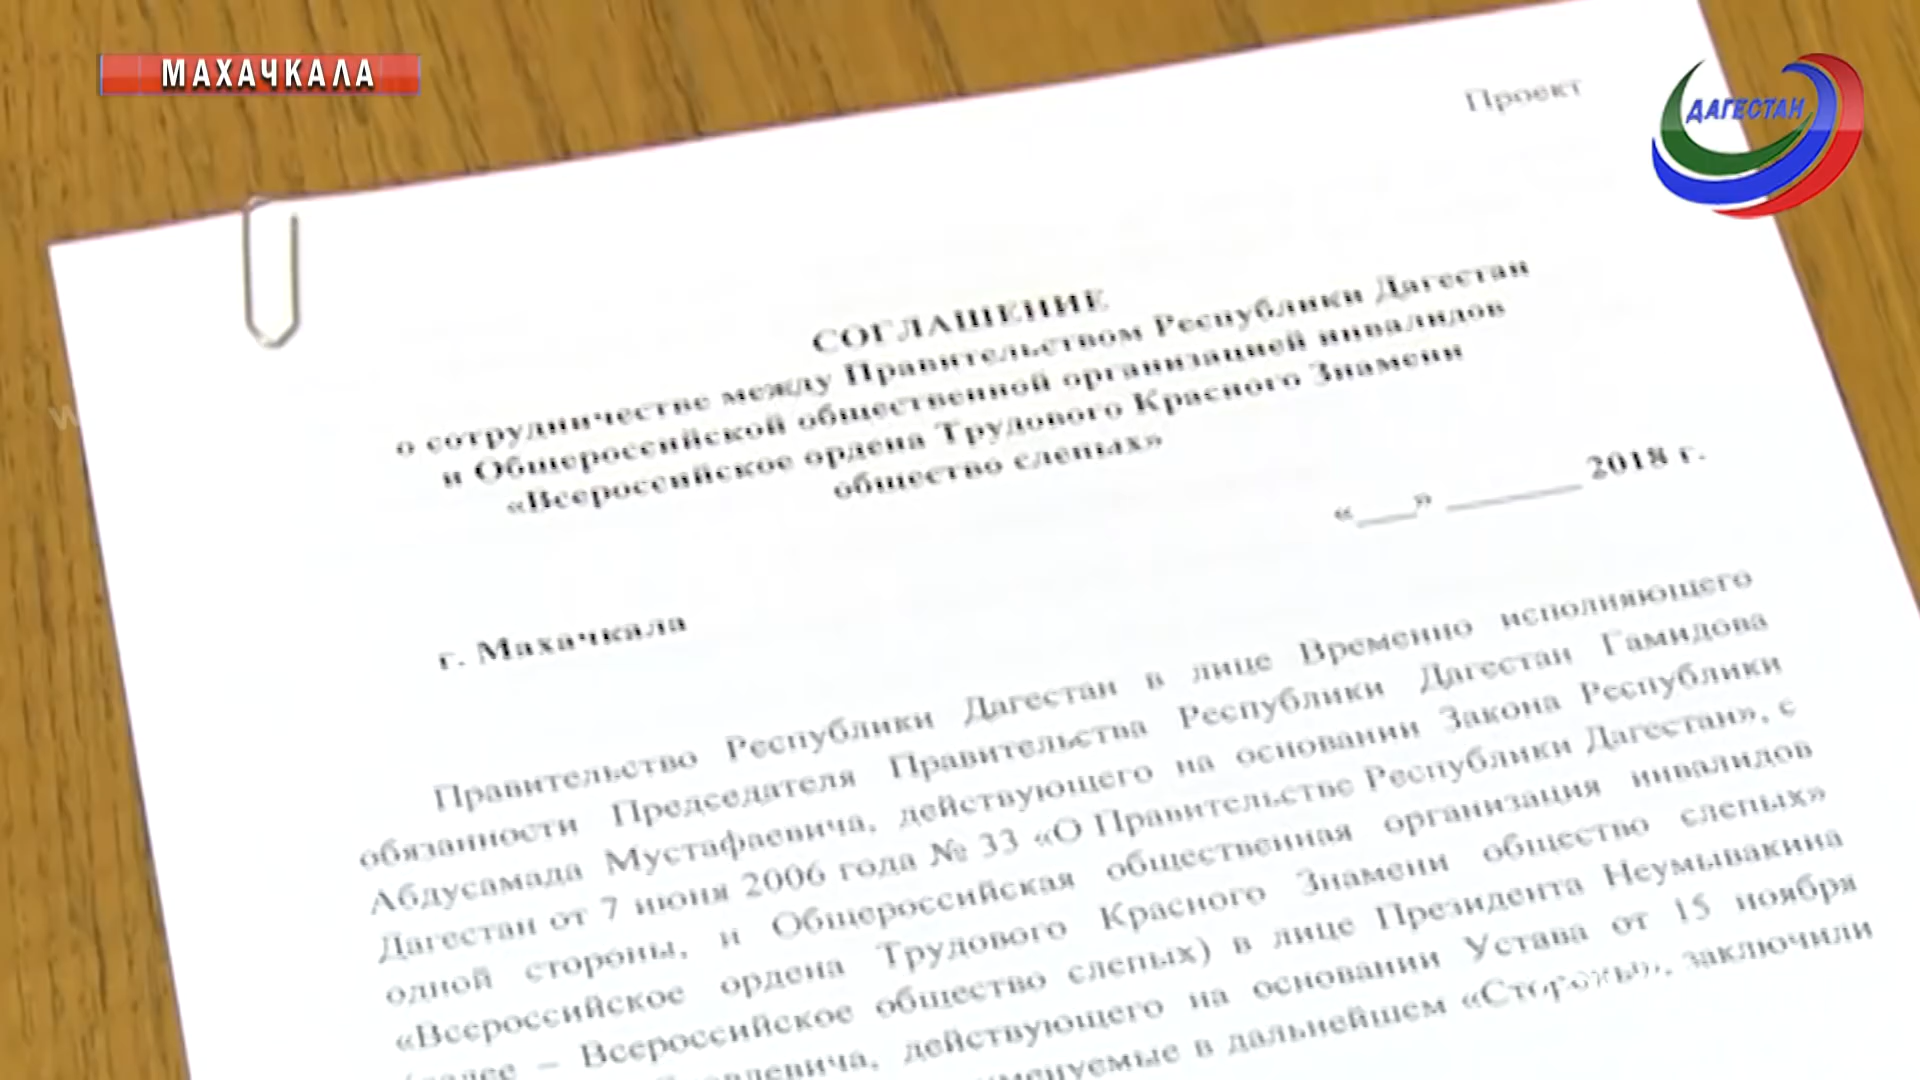 МАХАЧКАЛА
ДАГЕСТАН
Проект
СОГЛАШЕНИЕ
о сотрудничестве между Правительством Республики Дагестан
и Общероссийской общественной организацией инвалидов
«Всероссийское ордена Трудового Красного Знамени
общество слепых»
«___» _______ 2018 г.
г. Махачкала
Правительство Республики Дагестан в лице Временно исполняющего
обязанности Председателя Правительства Республики Дагестан Гамидова
Абдусамада Мустафаевича, действующего на основании Закона Республики
Дагестан от 7 июня 2006 года № 33 «О Правительстве Республики Дагестан», с
одной стороны, и Общероссийская общественная организация инвалидов
«Всероссийское ордена Трудового Красного Знамени общество слепых»
– Всероссийское общество слепых) в лице Президента Неумывакина
действующего на основании Устава от 15 ноября
в дальнейшем «Стороны», заключили